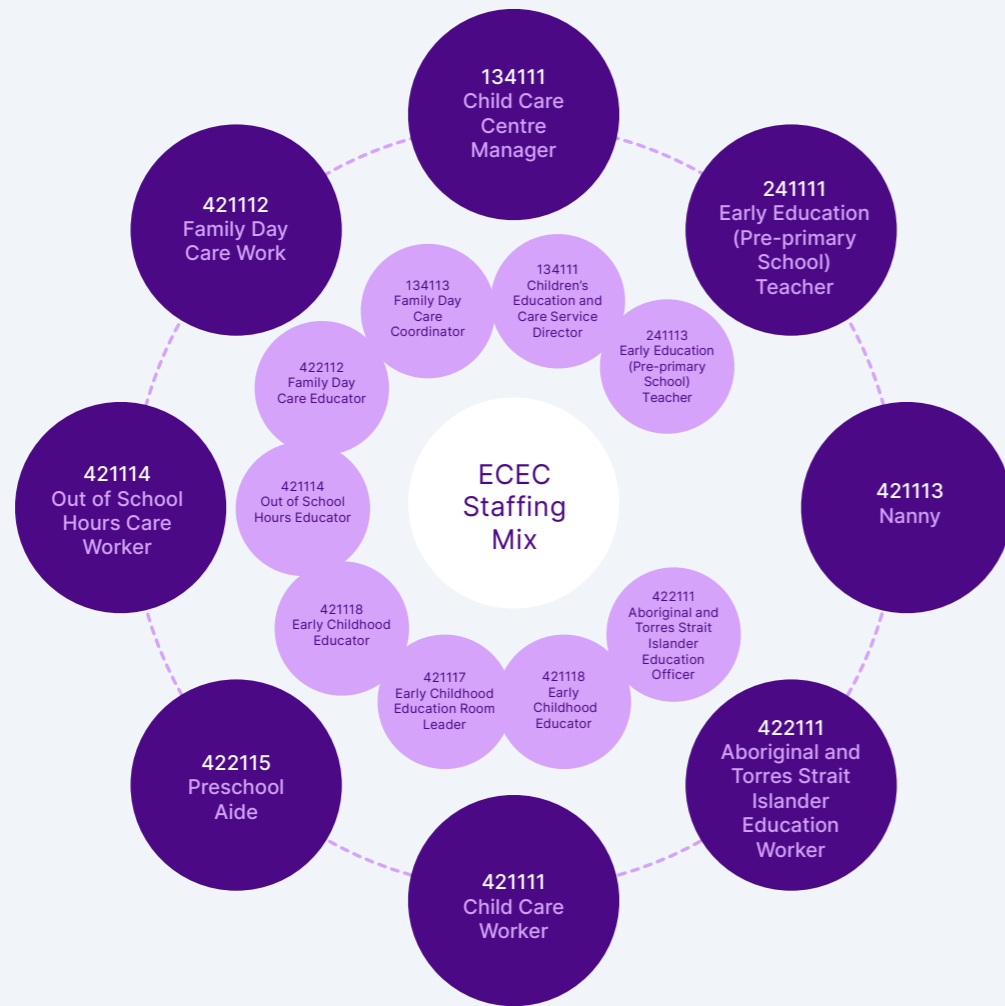 134111
Child Care
Centre
Manager
241111
Early Education
(Pre-primary
School)
Teacher
421113
Nanny
422111
Aboriginal and
Torres Strait
Islander
Education
Worker
421111
Child Care
Worker
422115
Preschool
Aide
421114
Out of School
Hours Care
Worker
421112
Family Day
Care Work
134111
Children’s
Education and
Care Service
Director
241113
Early Education
(Pre-primary
School)
Teacher
422111
Aboriginal and
Torres Strait
Islander
Education
Officer
421118
Early
Childhood
Educator
421117
Early Childhood
Education Room
Leader
421118
Early Childhood
Educator
421114
Out of School
Hours Educator
422112
Family Day
Care Educator
134113
Family Day
Care
Coordinator
ECEC
Staffing
Mix